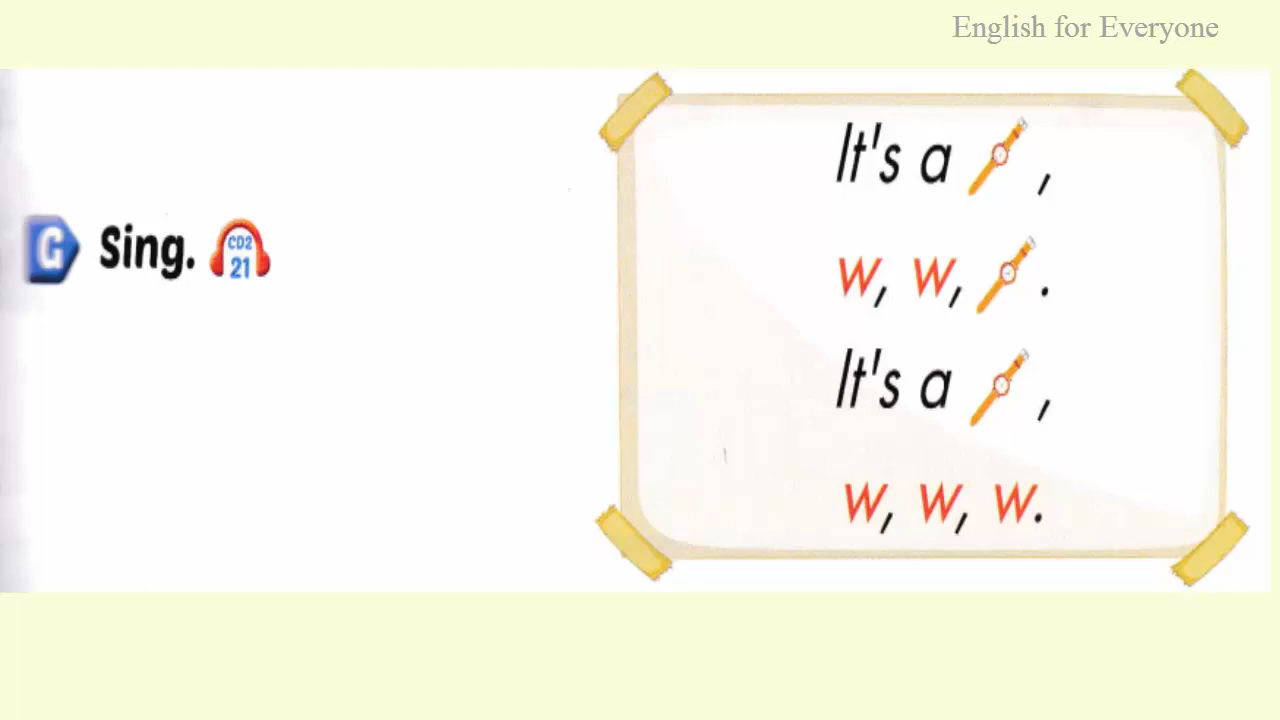 English for Everyone
G Sing. CD2 21
It's a ,
w, w, .
It's a ,
w, w, w.